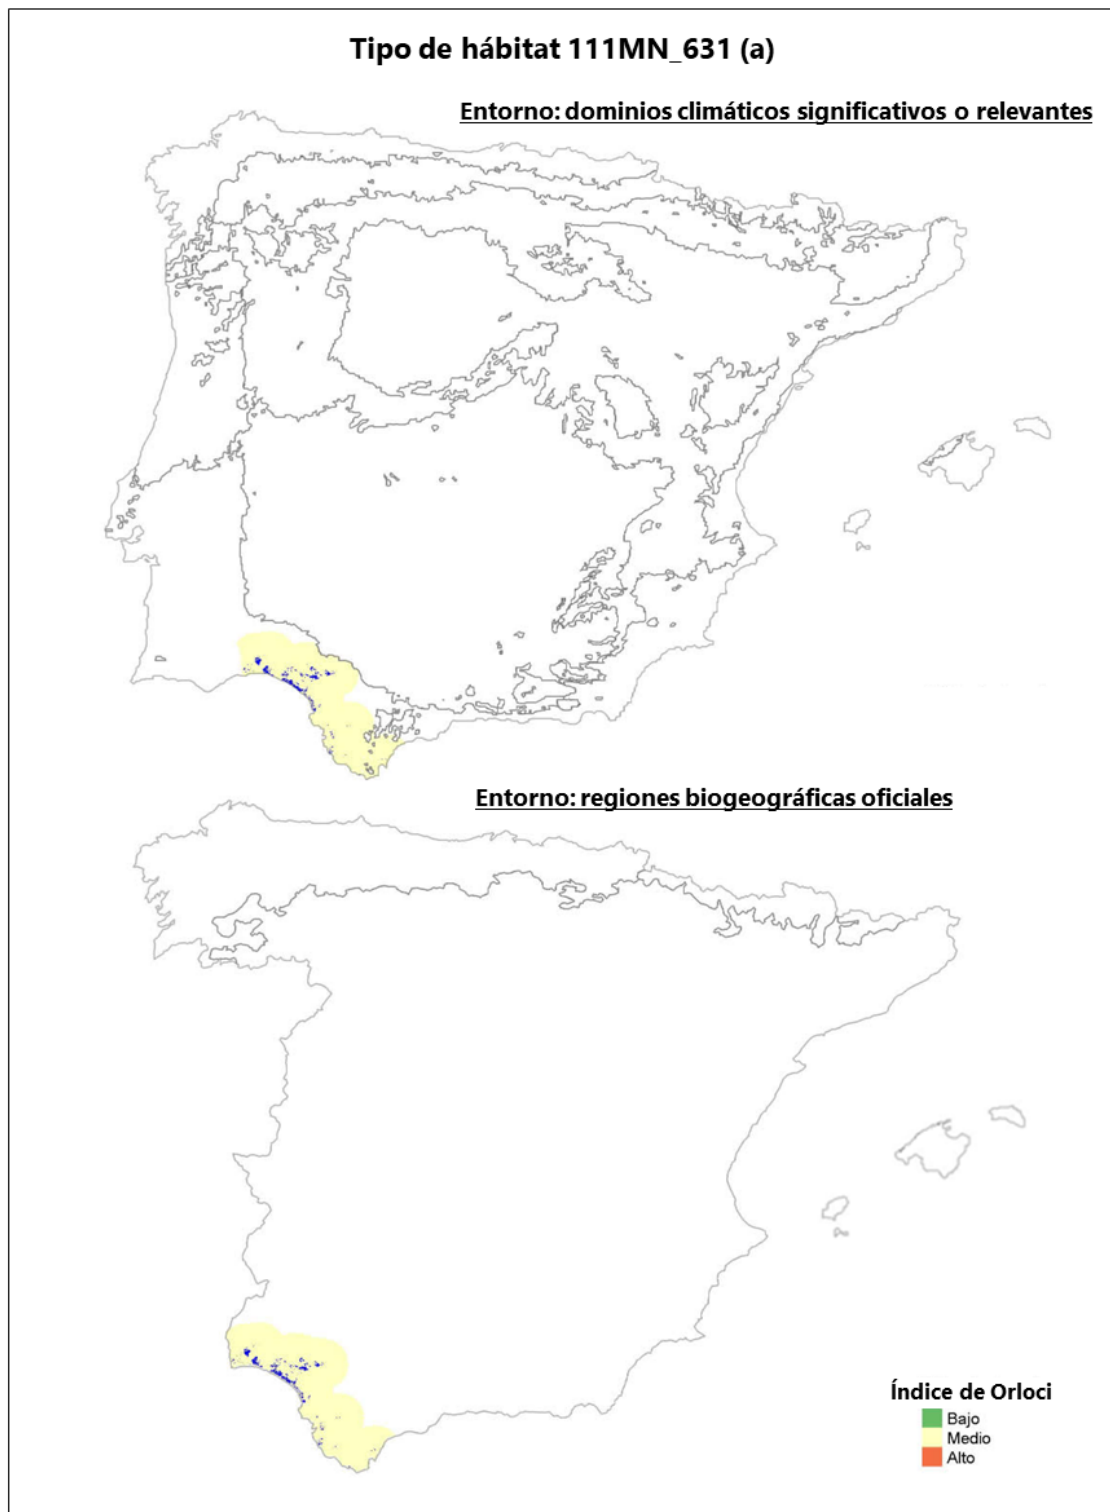 Tipo de hábitat 111MN_631 (a)
Entorno: dominios climáticos significativos o relevantes
Entorno: regiones biogeográficas oficiales
Índice de Orloci
Bajo
Medio
Alto